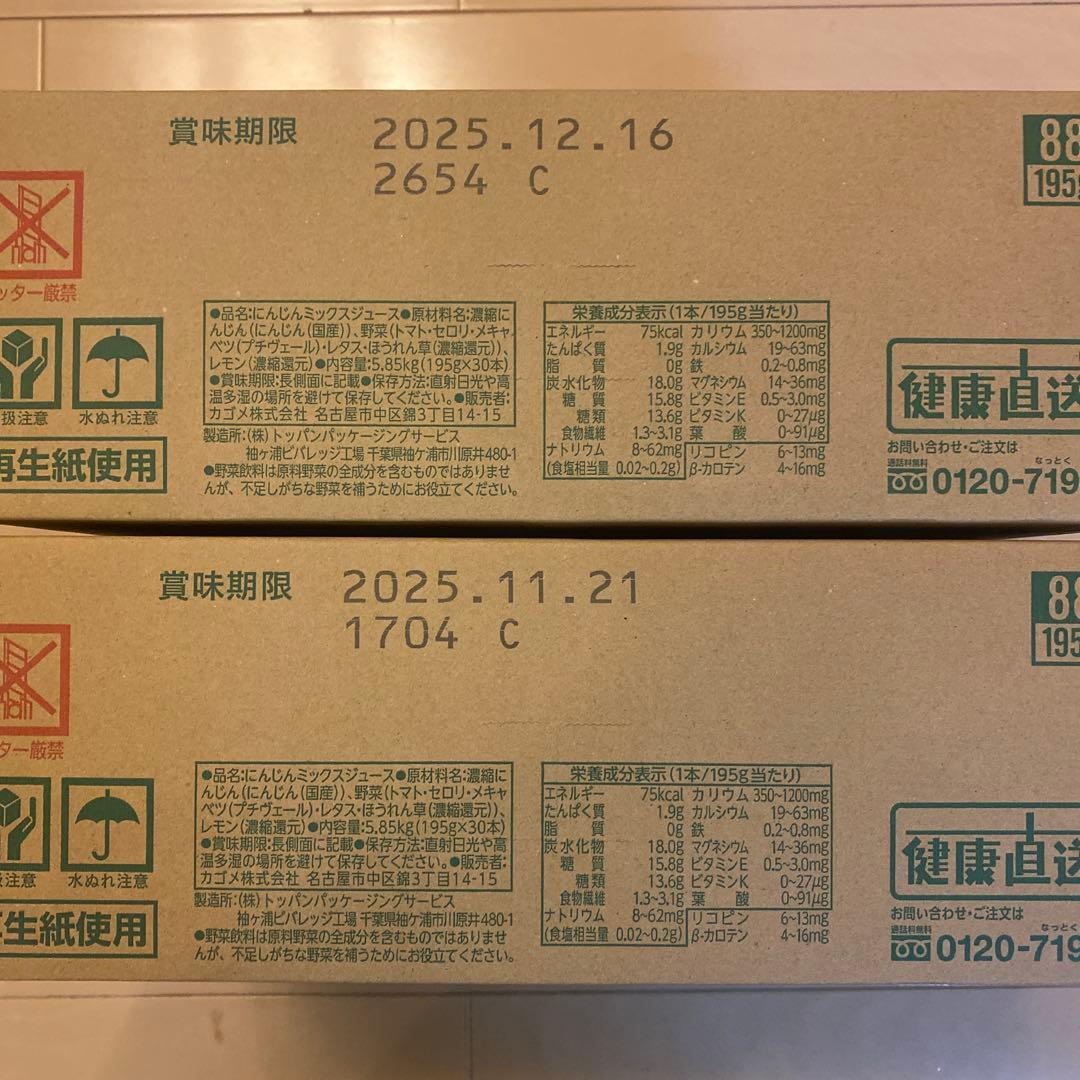 賞味期限 2025.12.16
2654 C
88
195g
ッター厳禁
●品名:にんじんミックスジュース●原材料名:濃縮に
んじん(にんじん(国産))、野菜(トマト・セロリ・メキャ
ベツ(プチヴェール)・レタス・ほうれん草(濃縮還元))、
レモン(濃縮還元)●内容量:5.85kg(195g×30本)
●賞味期限:長側面に記載●保存方法:直射日光や高
温多湿の場所を避けて保存してください。●販売者:
カゴメ株式会社 名古屋市中区錦3丁目14-15
製造所:(株)トッパンパッケージングサービス
袖ヶ浦ビバレッジ工場 千葉県袖ケ浦市川原井480-1
●野菜飲料は原料野菜の全成分を含むものではありませ
んが、不足しがちな野菜を補うためにお役立てください。
栄養成分表示(1本/195g当たり)
エネルギー 75kcal カリウム 350~1200mg
たんぱく質 1.9g カルシウム 19~63mg
脂質 0g 鉄 0.2~0.8mg
炭水化物 18.0g マグネシウム 14~36mg
糖質 15.8g ビタミンE 0.5~3.0mg
糖類 13.6g ビタミンK 0~27μg
食物繊維 1.3~3.1g 葉酸 0~91μg
ナトリウム 8~62mg リコピン 6~13mg
(食塩相当量 0.02~0.2g) β-カロテン 4~16mg
扱注意 水ぬれ注意
再生紙使用
健康直送
お問い合わせ・ご注文は
通話料無料 なっとく
0120-719
賞味期限 2025.11.21
1704 C
88
195
ター厳禁
●品名:にんじんミックスジュース●原材料名:濃縮に
んじん(にんじん(国産))、野菜(トマト・セロリ・メキャ
ベツ(プチヴェール)・レタス・ほうれん草(濃縮還元))、
レモン(濃縮還元)●内容量:5.85kg(195g×30本)
●賞味期限:長側面に記載●保存方法:直射日光や高
温多湿の場所を避けて保存してください。●販売者:
カゴメ株式会社 名古屋市中区錦3丁目14-15
製造所:(株)トッパンパッケージングサービス
袖ヶ浦ビバレッジ工場 千葉県袖ケ浦市川原井480-1
●野菜飲料は原料野菜の全成分を含むものではありませ
んが、不足しがちな野菜を補うためにお役立てください。
栄養成分表示(1本/195g当たり)
エネルギー 75kcal カリウム 350~1200mg
たんぱく質 1.9g カルシウム 19~63mg
脂質 0g 鉄 0.2~0.8mg
炭水化物 18.0g マグネシウム 14~36mg
糖質 15.8g ビタミンE 0.5~3.0mg
糖類 13.6g ビタミンK 0~27μg
食物繊維 1.3~3.1g 葉酸 0~91μg
ナトリウム 8~62mg リコピン 6~13mg
(食塩相当量 0.02~0.2g) β-カロテン 4~16mg
扱注意 水ぬれ注意
再生紙使用
健康直送
お問い合わせ・ご注文は
通話料無料 なっとく
0120-719